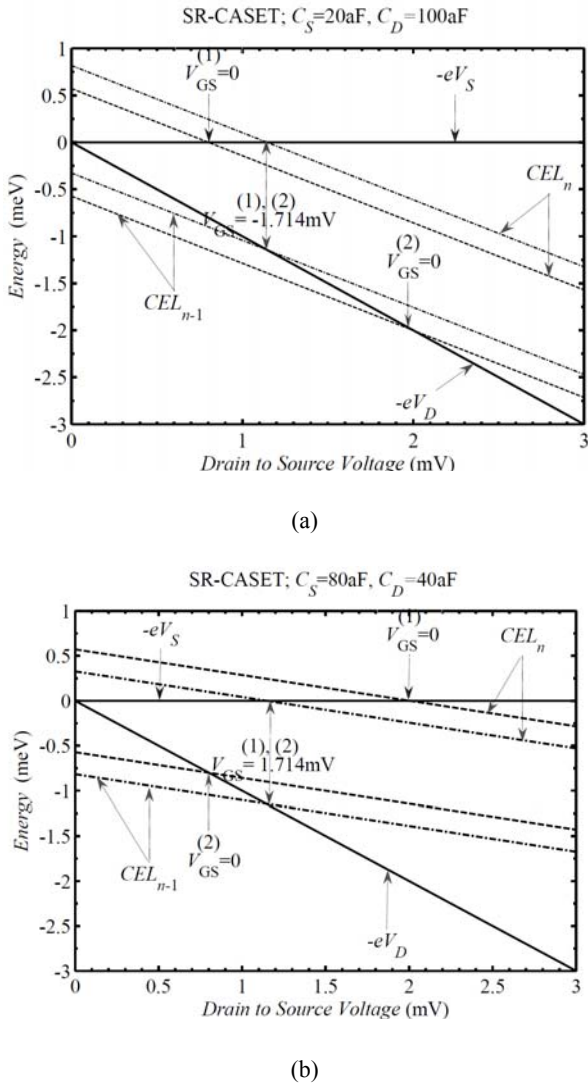 SR-CASET; C_S=20aF, C_D=100aF
1
0.5
0
-0.5
-1
-1.5
-2
-2.5
-3
Energy (meV)
(1)
V_GS=0
-eV_S
CEL_n
(1), (2)
V_GS = -1.714mV
(2)
V_GS=0
CEL_n-1
-eV_D
0
1
2
3
Drain to Source Voltage (mV)
(a)
SR-CASET; C_S=80aF, C_D=40aF
1
0.5
0
-0.5
-1
-1.5
-2
-2.5
-3
Energy (meV)
-eV_S
(1)
V_GS=0
CEL_n
(1), (2)
V_GS = 1.714mV
(2)
V_GS=0
CEL_n-1
-eV_D
0
0.5
1
1.5
2
2.5
3
Drain to Source Voltage (mV)
(b)